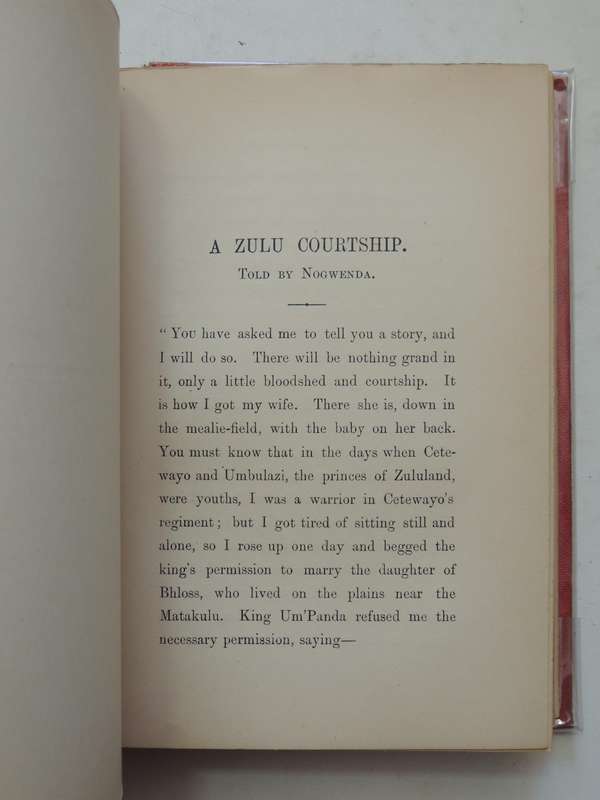 A ZULU COURTSHIP.
TOLD BY NOGWENDA.
" YOU have asked me to tell you a story, and
I will do so. There will be nothing grand in
it, only a little bloodshed and courtship. It
is how I got my wife. There she is, down in
the mealie-field, with the baby on her back.
You must know that in the days when Cete-
wayo and Umbulazi, the princes of Zululand,
were youths, I was a warrior in Cetewayo's
regiment; but I got tired of sitting still and
alone, so I rose up one day and begged the
king's permission to marry the daughter of
Bhloss, who lived on the plains near the
Matakulu. King Um'Panda refused me the
necessary permission, saying—